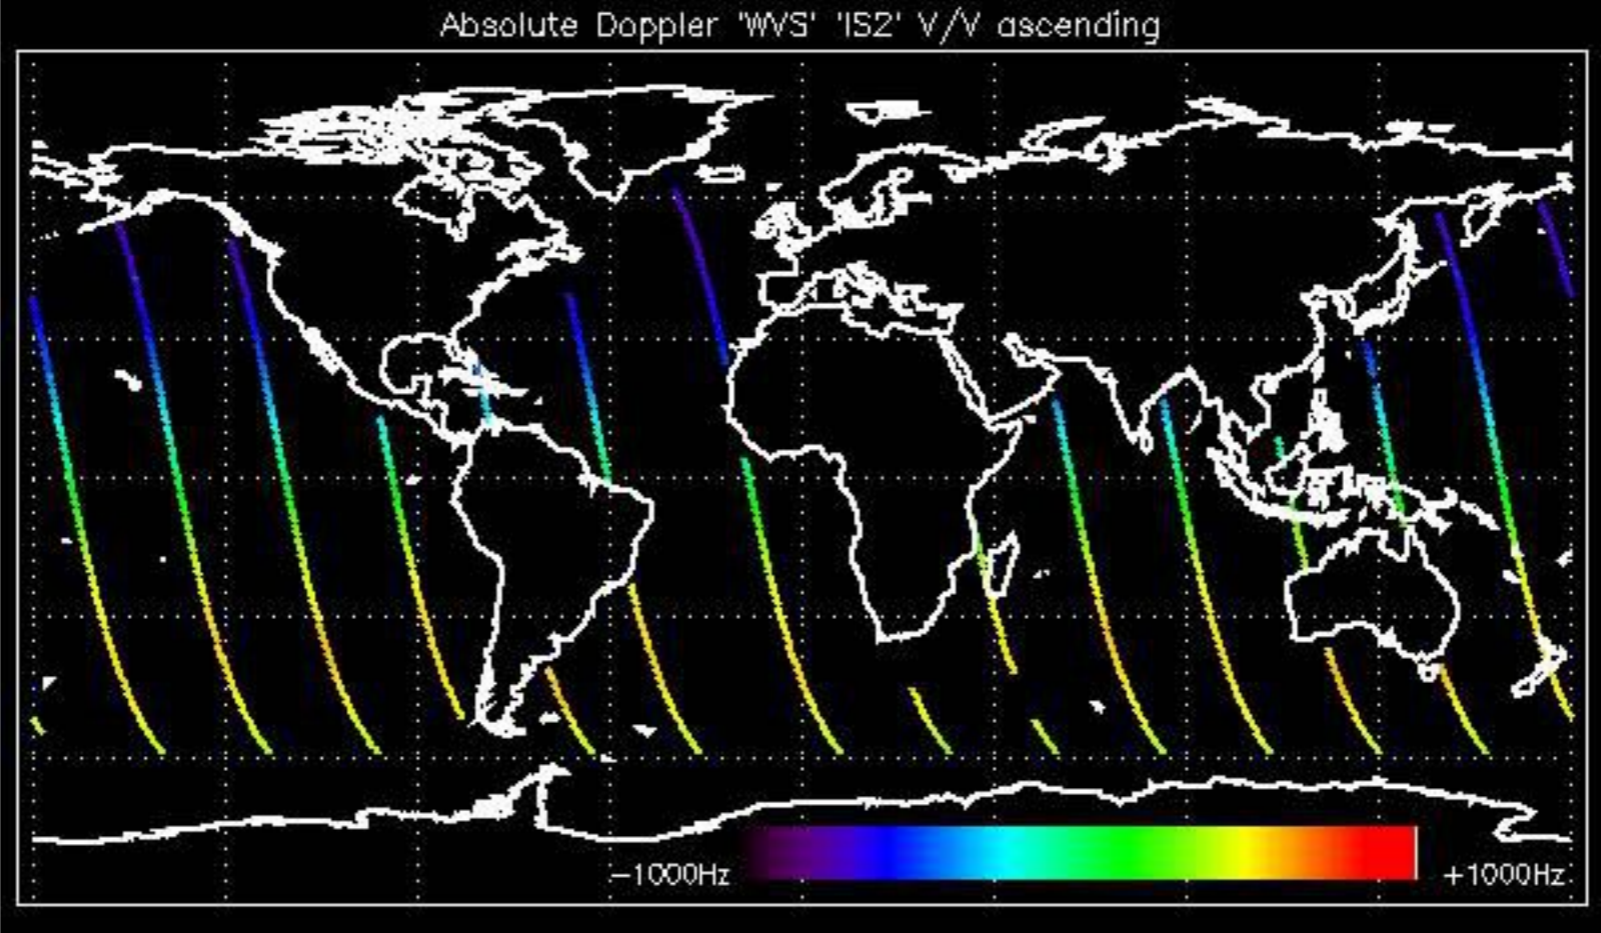 Absolute Doppler 'WVS' 'IS2' V/V ascending
-1000Hz +1000Hz